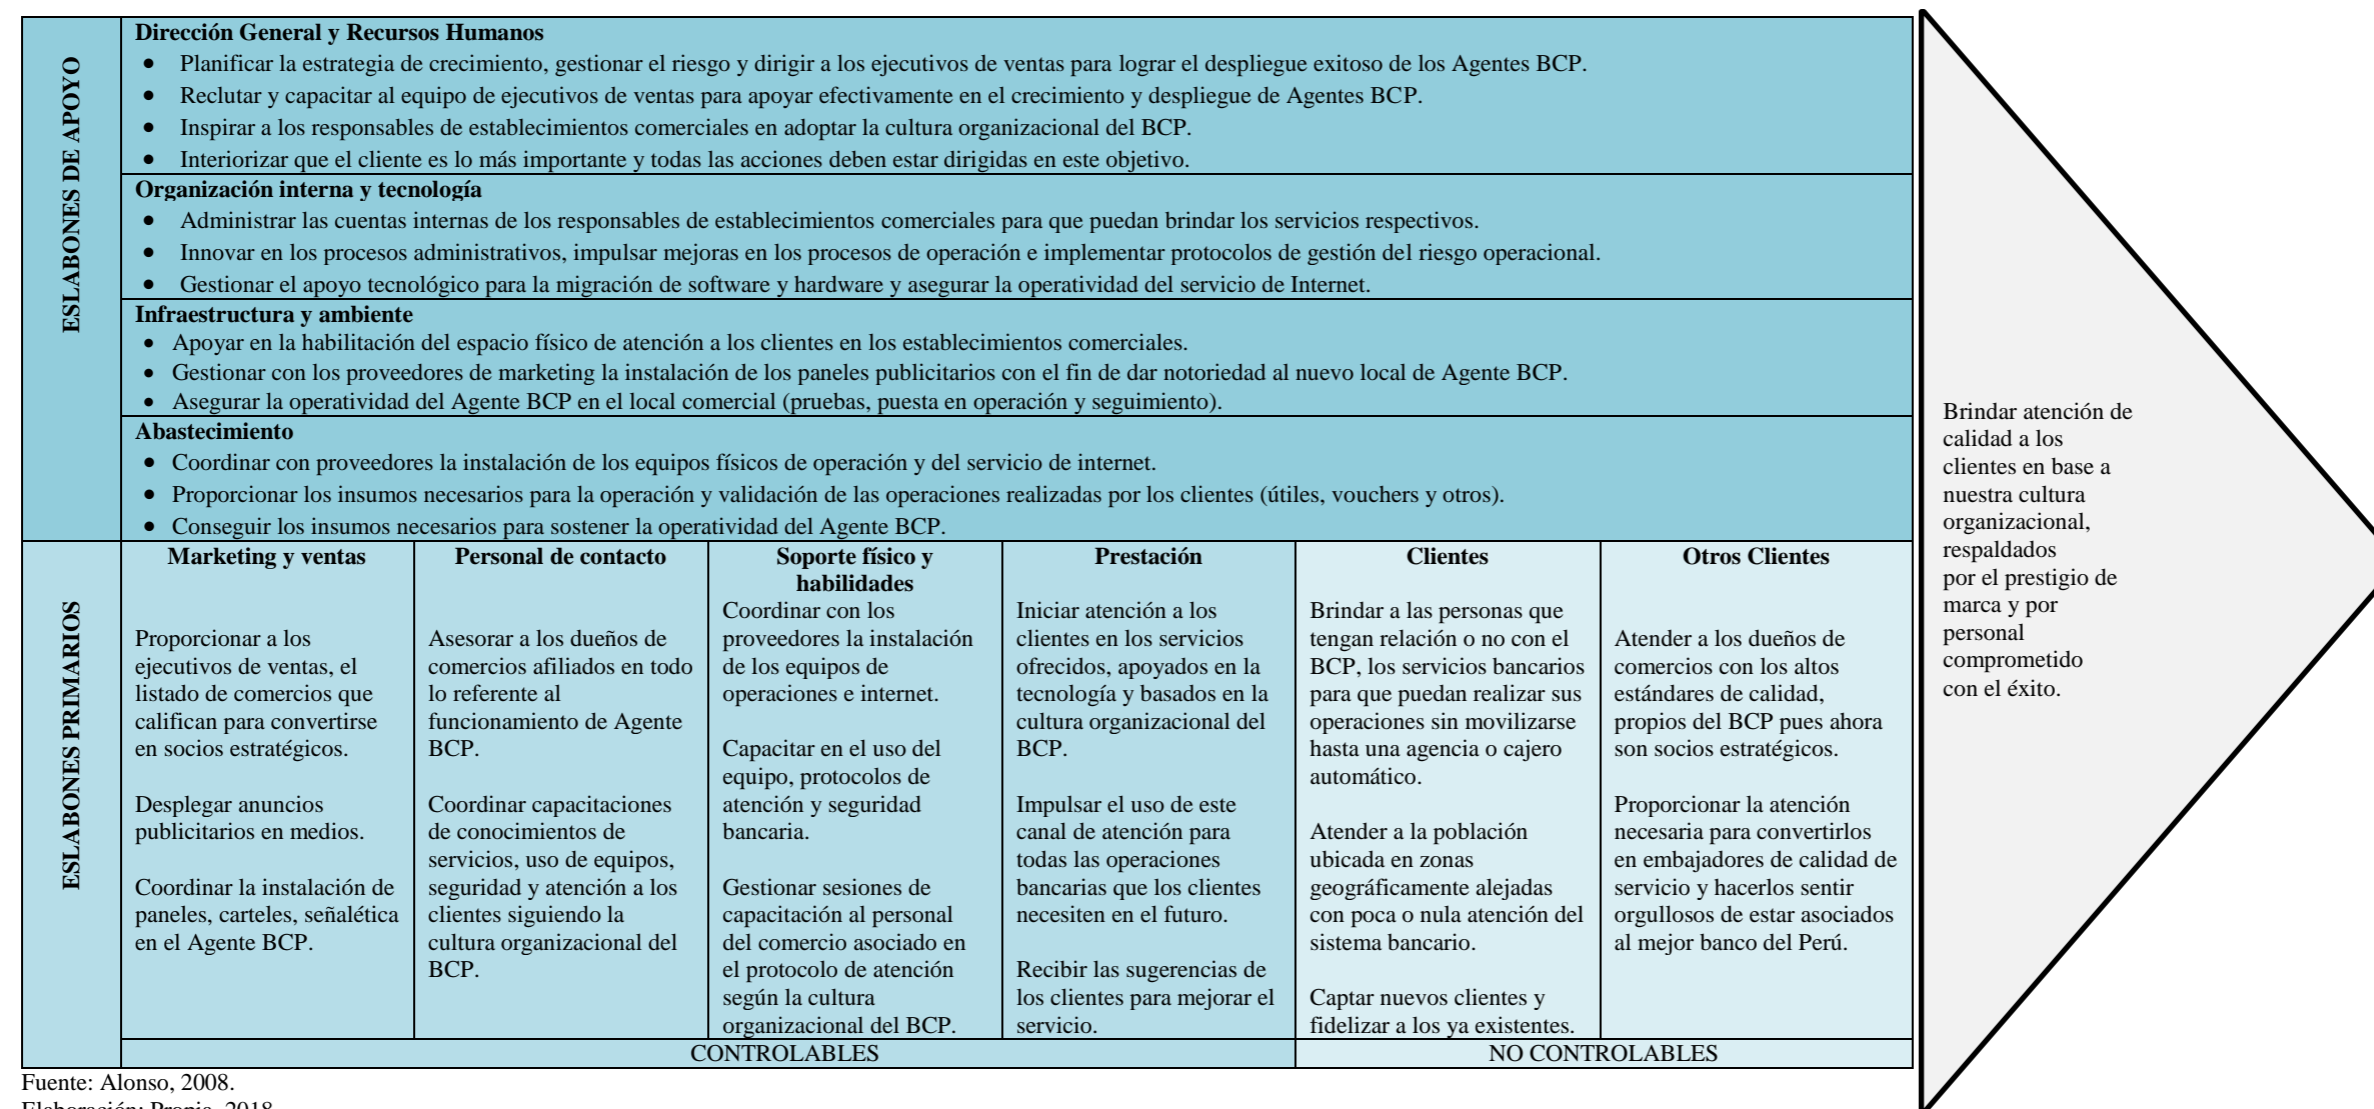 ESLABONES DE APOYO
Dirección General y Recursos Humanos
• Planificar la estrategia de crecimiento, gestionar el riesgo y dirigir a los ejecutivos de ventas para lograr el despliegue exitoso de los Agentes BCP.
• Reclutar y capacitar al equipo de ejecutivos de ventas para apoyar efectivamente en el crecimiento y despliegue de Agentes BCP.
• Inspirar a los responsables de establecimientos comerciales en adoptar la cultura organizacional del BCP.
• Interiorizar que el cliente es lo más importante y todas las acciones deben estar dirigidas en este objetivo.
Organización interna y tecnología
• Administrar las cuentas internas de los responsables de establecimientos comerciales para que puedan brindar los servicios respectivos.
• Innovar en los procesos administrativos, impulsar mejoras en los procesos de operación e implementar protocolos de gestión del riesgo operacional.
• Gestionar el apoyo tecnológico para la migración de software y hardware y asegurar la operatividad del servicio de Internet.
Infraestructura y ambiente
• Apoyar en la habilitación del espacio físico de atención a los clientes en los establecimientos comerciales.
• Gestionar con los proveedores de marketing la instalación de los paneles publicitarios con el fin de dar notoriedad al nuevo local de Agente BCP.
• Asegurar la operatividad del Agente BCP en el local comercial (pruebas, puesta en operación y seguimiento).
Abastecimiento
• Coordinar con proveedores la instalación de los equipos físicos de operación y del servicio de internet.
• Proporcionar los insumos necesarios para la operación y validación de las operaciones realizadas por los clientes (útiles, vouchers y otros).
• Conseguir los insumos necesarios para sostener la operatividad del Agente BCP.
ESLABONES PRIMARIOS
Marketing y ventas
Proporcionar a los
ejecutivos de ventas, el
listado de comercios que
califican para convertirse
en socios estratégicos.
Desplegar anuncios
publicitarios en medios.
Coordinar la instalación de
paneles, carteles, señalética
en el Agente BCP.
Personal de contacto
Asesorar a los dueños de
comercios afiliados en todo
lo referente al
funcionamiento de Agente
BCP.
Coordinar capacitaciones
de conocimientos de
servicios, uso de equipos,
seguridad y atención a los
clientes siguiendo la
cultura organizacional del
BCP.
Soporte físico y
habilidades
Coordinar con los
proveedores la instalación
de los equipos de
operaciones e internet.
Capacitar en el uso del
equipo, protocolos de
atención y seguridad
bancaria.
Gestionar sesiones de
capacitación al personal
del comercio asociado en
el protocolo de atención
según la cultura
organizacional del BCP.
Prestación
Iniciar atención a los
clientes en los servicios
ofrecidos, apoyados en la
tecnología y basados en la
cultura organizacional del
BCP.
Impulsar el uso de este
canal de atención para
todas las operaciones
bancarias que los clientes
necesiten en el futuro.
Recibir las sugerencias de
los clientes para mejorar el
servicio.
Clientes
Brindar a las personas que
tengan relación o no con el
BCP, los servicios bancarios
para que puedan realizar sus
operaciones sin movilizarse
hasta una agencia o cajero
automático.
Atender a la población
ubicada en zonas
geográficamente alejadas
con poca o nula atención del
sistema bancario.
Captar nuevos clientes y
fidelizar a los ya existentes.
Otros Clientes
Atender a los dueños de
comercios con los altos
estándares de calidad,
propios del BCP pues ahora
son socios estratégicos.
Proporcionar la atención
necesaria para convertirlos
en embajadores de calidad de
servicio y hacerlos sentir
orgullosos de estar asociados
al mejor banco del Perú.
CONTROLABLES
NO CONTROLABLES
Brindar atención de
calidad a los
clientes en base a
nuestra cultura
organizacional,
respaldados
por el prestigio de
marca y por
personal
comprometido
con el éxito.
Fuente: Alonso, 2008.
Elaboración: Propia, 2018